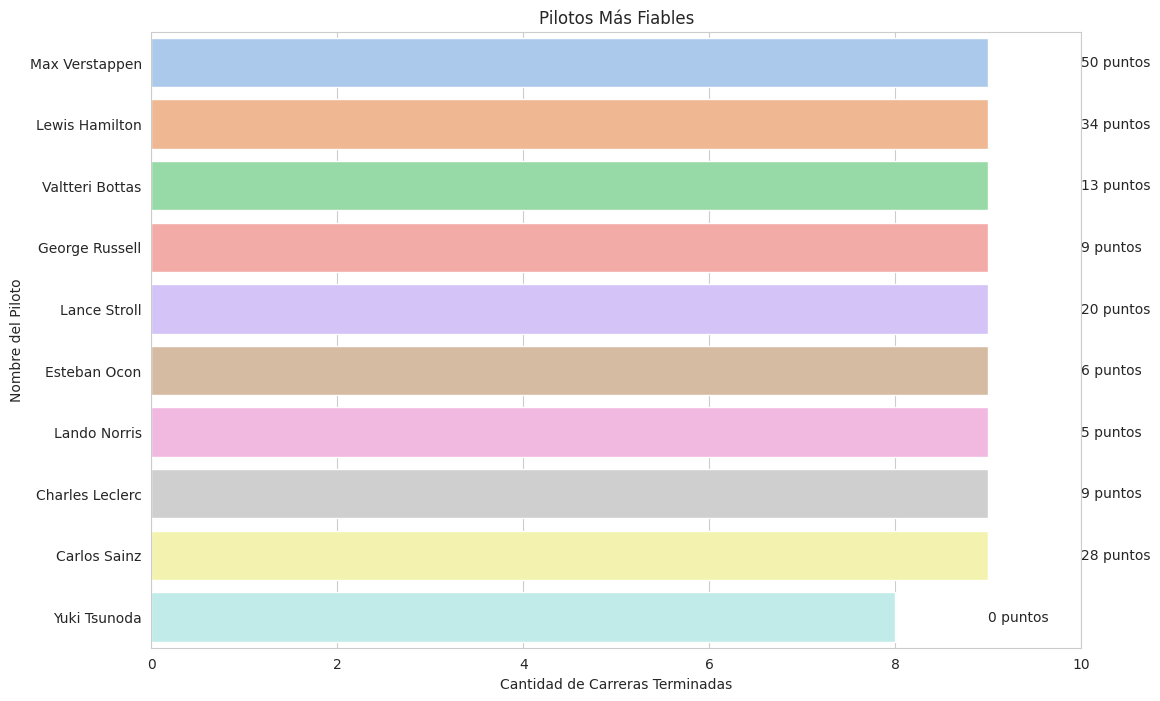 Pilotos Más Fiables
Max Verstappen 50 puntos
Lewis Hamilton 34 puntos
Valtteri Bottas 13 puntos
George Russell 9 puntos
Lance Stroll 20 puntos
Esteban Ocon 6 puntos
Lando Norris 5 puntos
Charles Leclerc 9 puntos
Carlos Sainz 28 puntos
Yuki Tsunoda 0 puntos
Nombre del Piloto
0 2 4 6 8 10
Cantidad de Carreras Terminadas